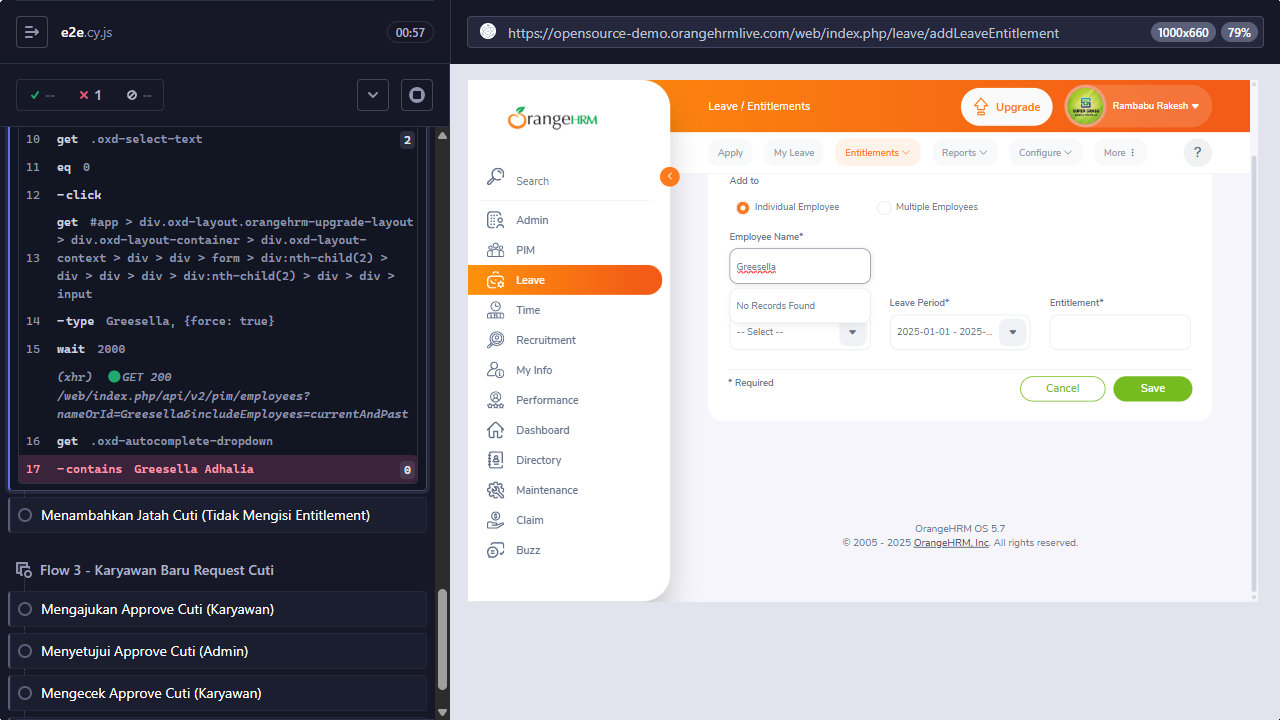 e2e.cy.js
00:57
https://opensource-demo.orangehrmlive.com/web/index.php/leave/addLeaveEntitlement
1000x660
79%
--
1
--
10 get .oxd-select-text 2
11 eq 0
12 -click
13 get #app > div.oxd-layout.orangehrm-upgrade-layout
> div.oxd-layout-container > div.oxd-layout-
context > div > div > form > div:nth-child(2) >
div > div > div > div:nth-child(2) > div > div >
input
14 -type Greesella, {force: true}
15 wait 2000
(xhr) GET 200
/web/index.php/api/v2/pim/employees?
nameOrId=Greesella&includeEmployees=currentAndPast
16 get .oxd-autocomplete-dropdown
17 -contains Greesella Adhalia 0
Menambahkan Jatah Cuti (Tidak Mengisi Entitlement)
Flow 3 - Karyawan Baru Request Cuti
Mengajukan Approve Cuti (Karyawan)
Menyetujui Approve Cuti (Admin)
Mengecek Approve Cuti (Karyawan)
OrangeHRM
Search
Admin
PIM
Leave
Time
Recruitment
My Info
Performance
Dashboard
Directory
Maintenance
Claim
Buzz
Leave / Entitlements
Upgrade
Rambabu Rakesh
Apply
My Leave
Entitlements
Reports
Configure
More
?
Add to
Individual Employee
Multiple Employees
Employee Name*
Greesella
No Records Found
Leave Period*
Entitlement*
-- Select --
2025-01-01 - 2025-...
* Required
Cancel
Save
OrangeHRM OS 5.7
© 2005 - 2025 OrangeHRM, Inc. All rights reserved.